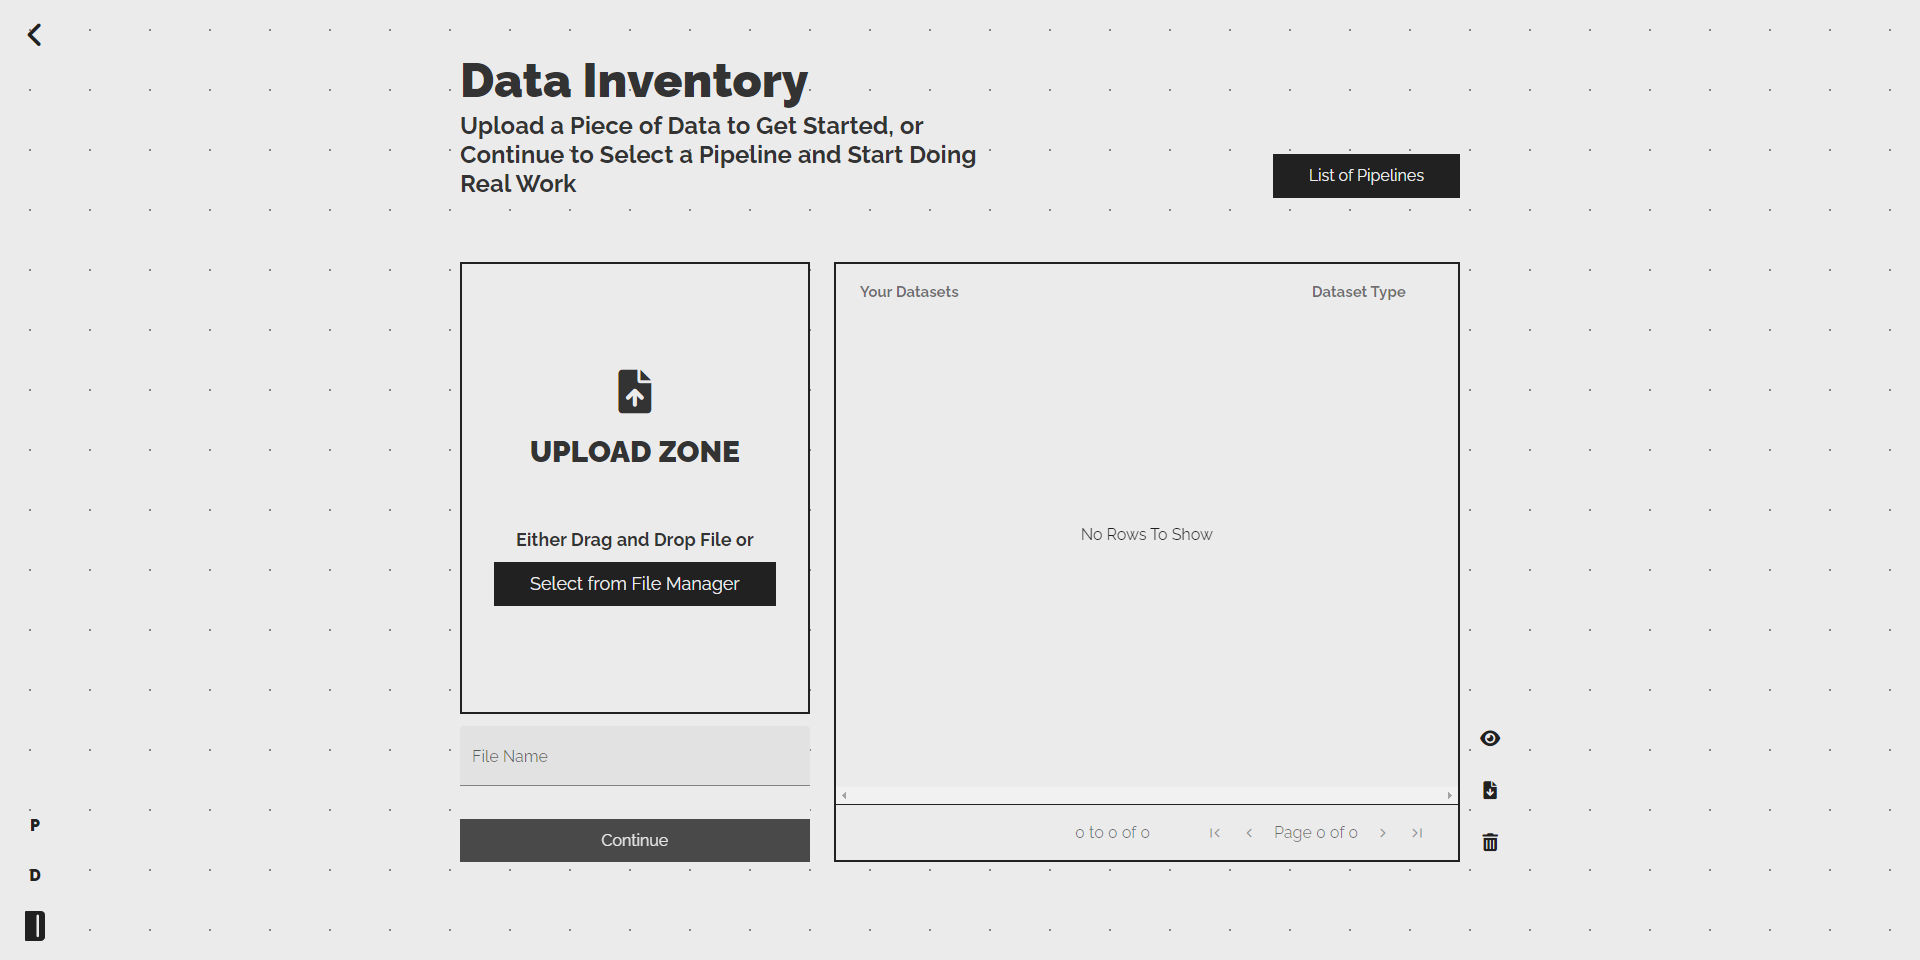 Data Inventory
Upload a Piece of Data to Get Started, or
Continue to Select a Pipeline and Start Doing
Real Work
List of Pipelines
UPLOAD ZONE
Either Drag and Drop File or
Select from File Manager
File Name
Continue
Your Datasets
Dataset Type
No Rows To Show
0 to 0 of 0
Page 0 of 0
P
D